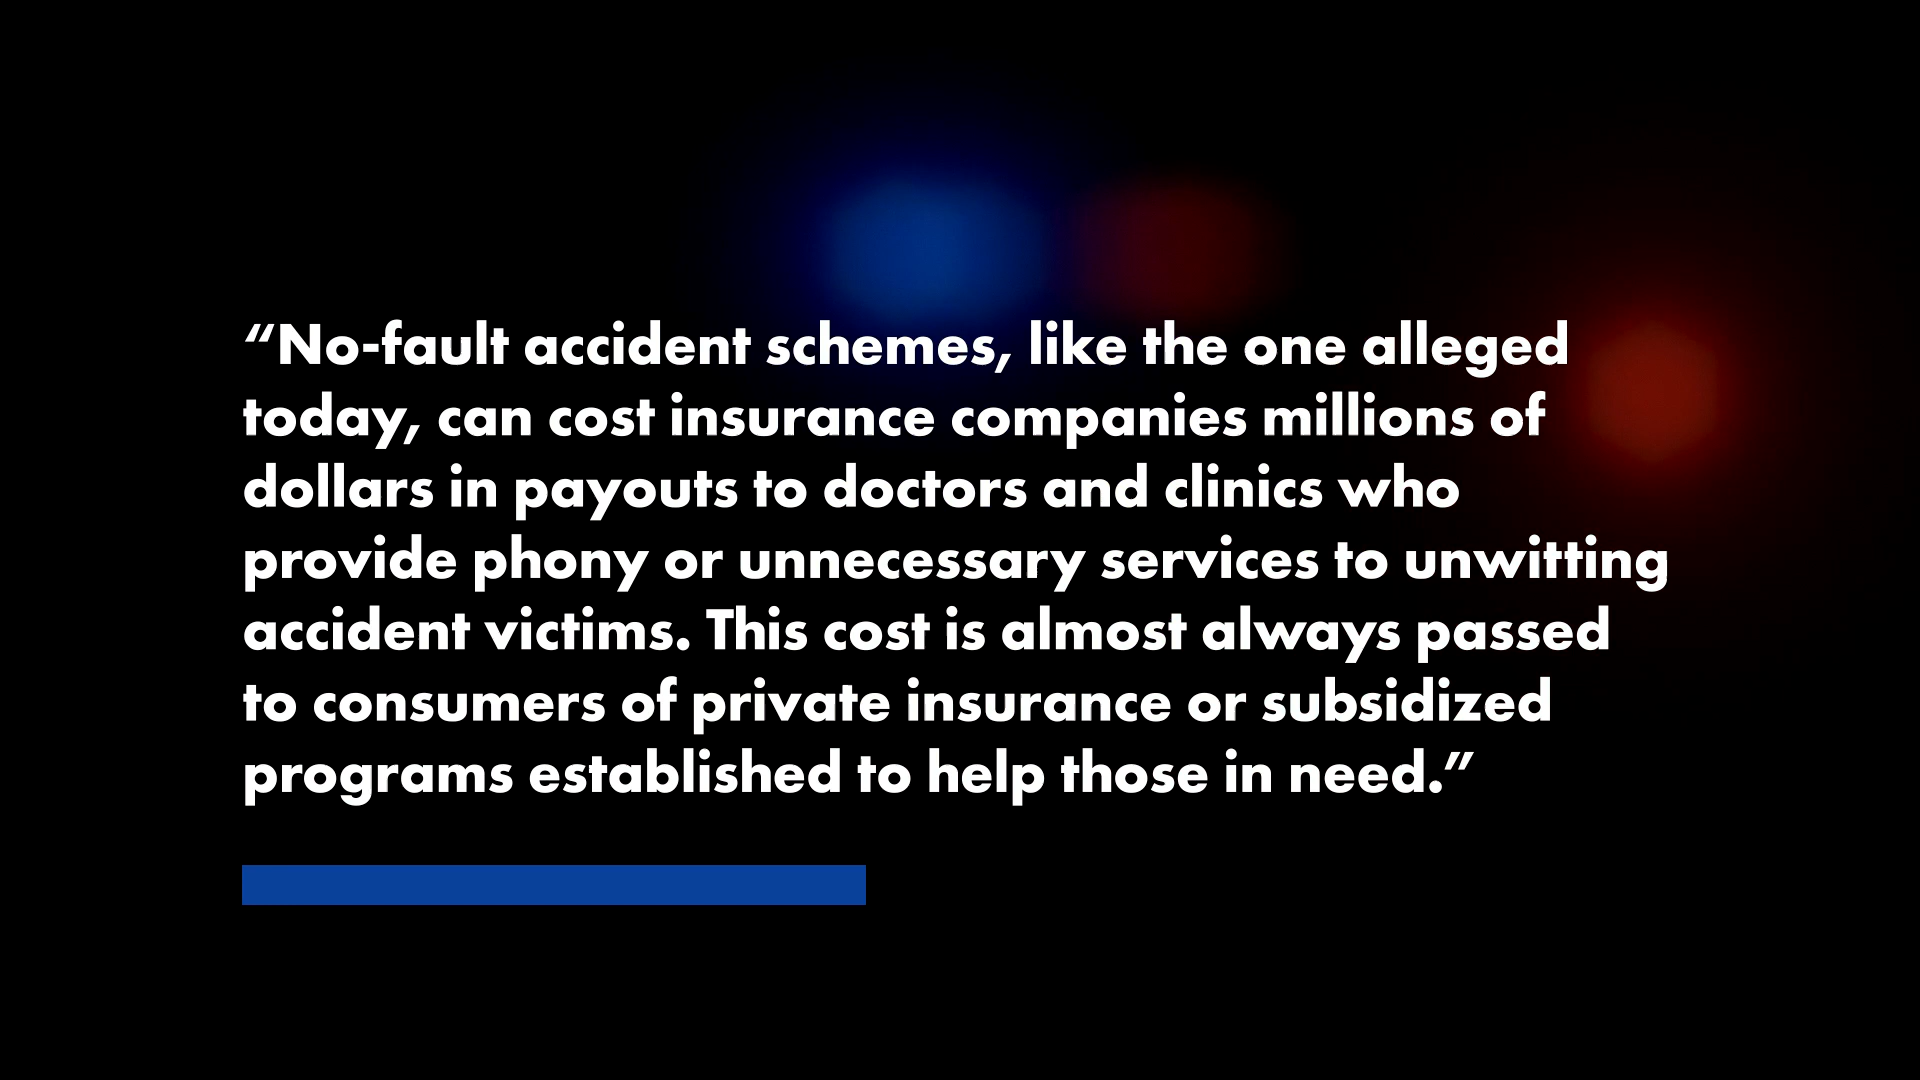 “No-fault accident schemes, like the one alleged
today, can cost insurance companies millions of
dollars in payouts to doctors and clinics who
provide phony or unnecessary services to unwitting
accident victims. This cost is almost always passed
to consumers of private insurance or subsidized
programs established to help those in need.”